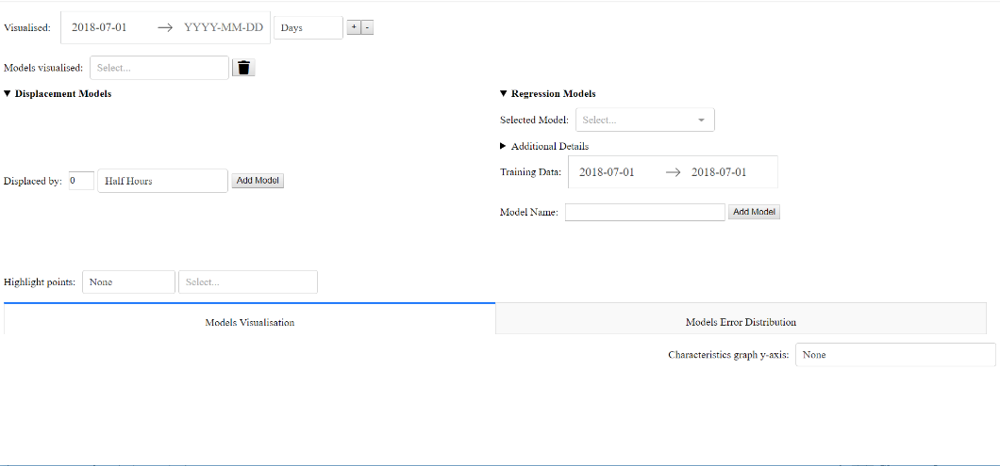 Visualised: 2018-07-01 → YYYY-MM-DD Days + -
Models visualised: Select...
▼ Displacement Models
▼ Regression Models
Selected Model: Select...
▶ Additional Details
Displaced by: 0 Half Hours Add Model
Training Data: 2018-07-01 → 2018-07-01
Model Name: Add Model
Highlight points: None Select...
Models Visualisation Models Error Distribution
Characteristics graph y-axis: None